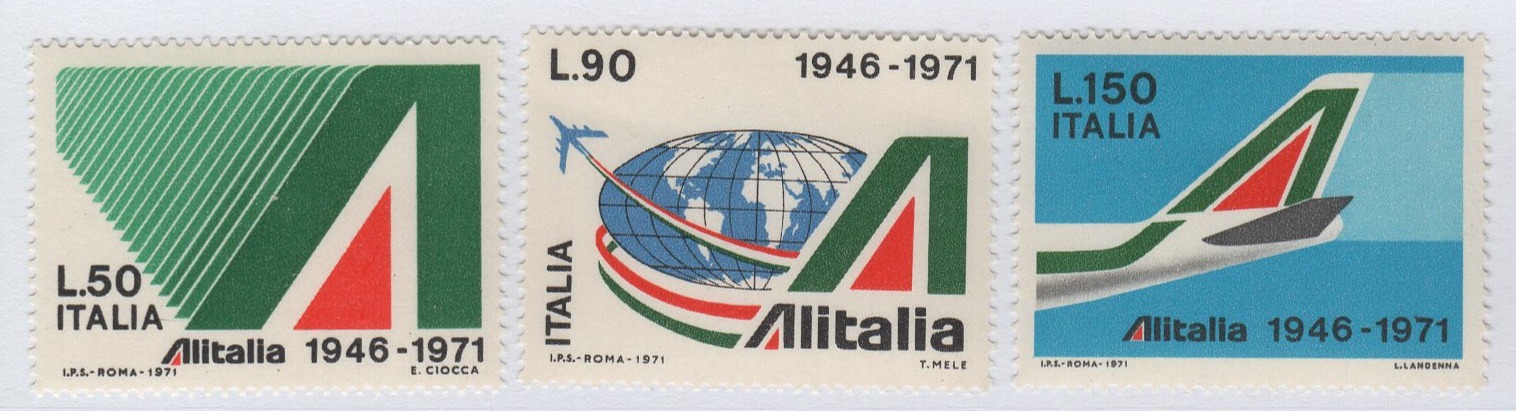 L.50
ITALIA
Alitalia 1946-1971
I.P.S.-ROMA-1971
E. CIOCCA
L.90
1946-1971
ITALIA
Alitalia
I.P.S.-ROMA-1971
T. MELE
L.150
ITALIA
Alitalia 1946-1971
I.P.S.-ROMA-1971
L.LANDENNA